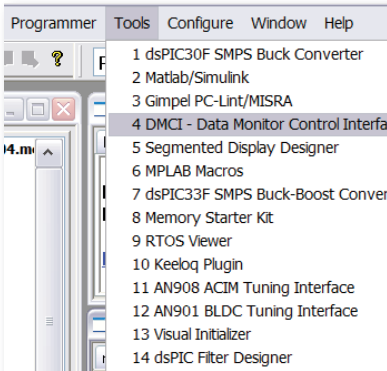 Programmer Tools Configure Window Help
1 dsPIC30F SMPS Buck Converter
2 Matlab/Simulink
3 Gimpel PC-Lint/MISRA
4 DMCI - Data Monitor Control Interfa
5 Segmented Display Designer
6 MPLAB Macros
7 dsPIC33F SMPS Buck-Boost Conver
8 Memory Starter Kit
9 RTOS Viewer
10 Keeloq Plugin
11 AN908 ACIM Tuning Interface
12 AN901 BLDC Tuning Interface
13 Visual Initializer
14 dsPIC Filter Designer